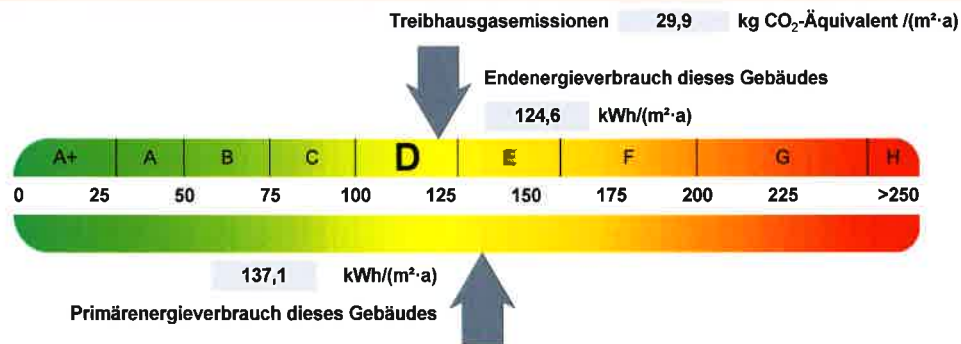 Treibhausgasemissionen 29,9 kg CO₂-Äquivalent /(m²·a)
Endenergieverbrauch dieses Gebäudes
124,6 kWh/(m²·a)
A+ A B C D E F G H
0 25 50 75 100 125 150 175 200 225 >250
137,1 kWh/(m²·a)
Primärenergieverbrauch dieses Gebäudes